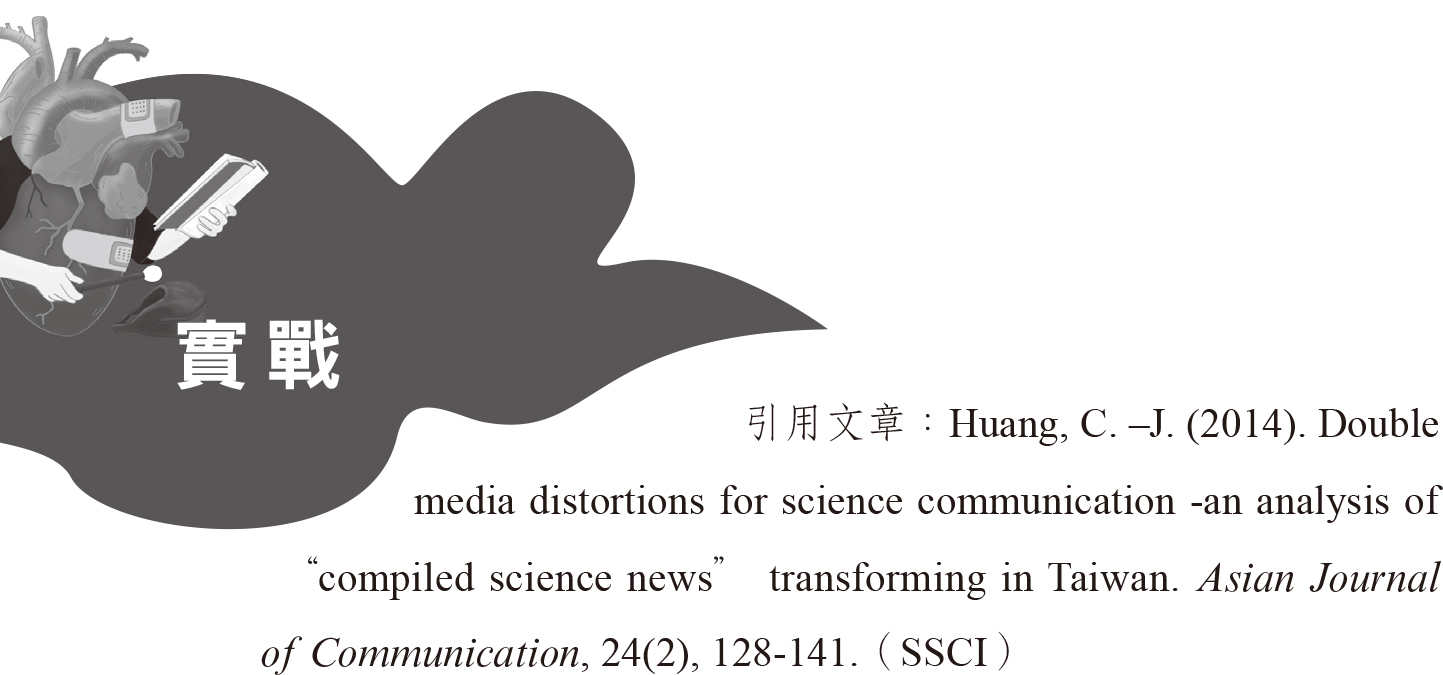 實戰
引用文章：Huang, C. –J. (2014). Double
media distortions for science communication -an analysis of
“compiled science news” transforming in Taiwan. Asian Journal
of Communication, 24(2), 128-141.（SSCI）